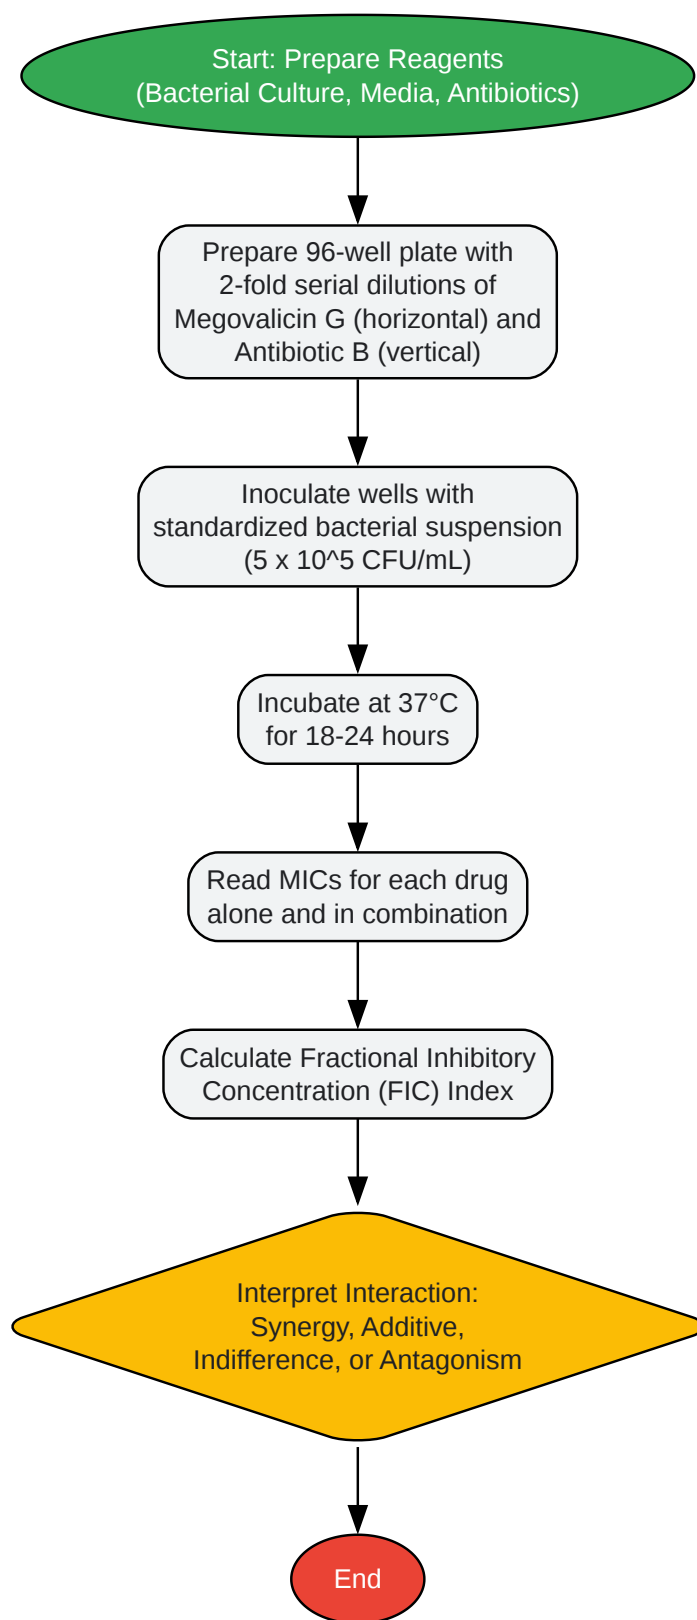 Start: Prepare Reagents
(Bacterial Culture, Media, Antibiotics)
Prepare 96-well plate with
2-fold serial dilutions of
Megovalicin G (horizontal) and
Antibiotic B (vertical)
Inoculate wells with
standardized bacterial suspension
(5 x 10^5 CFU/mL)
Incubate at 37°C
for 18-24 hours
Read MICs for each drug
alone and in combination
Calculate Fractional Inhibitory
Concentration (FIC) Index
Interpret Interaction:
Synergy, Additive,
Indifference, or Antagonism
End